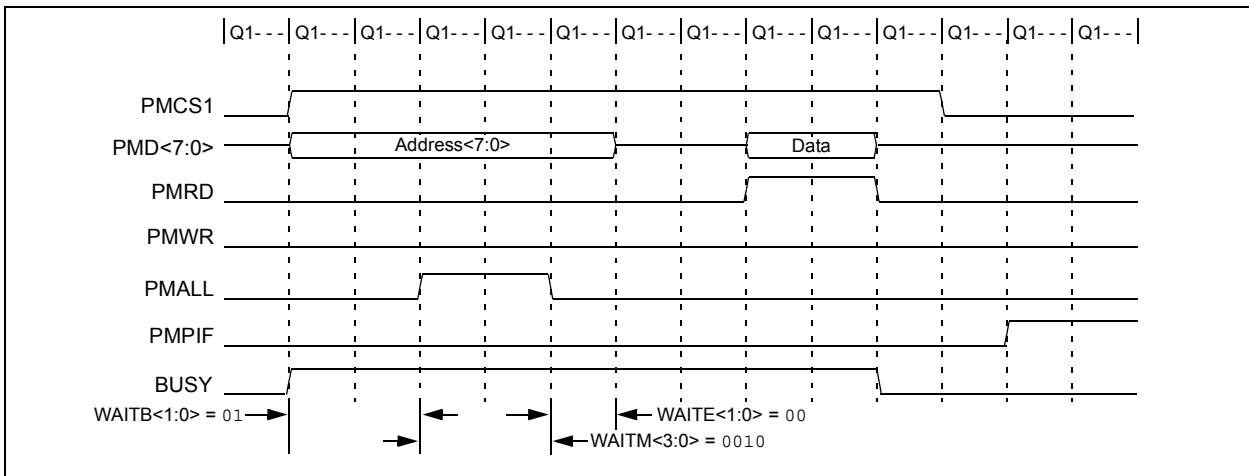 Q1- - - Q1- - - Q1- - - Q1- - - Q1- - - Q1- - - Q1- - - Q1- - - Q1- - - Q1- - - Q1- - - Q1- - - Q1- - - Q1- - -
PMCS1
PMD<7:0> Address<7:0> Data
PMRD
PMWR
PMALL
PMPIF
BUSY
WAITB<1:0> = 01 WAITE<1:0> = 00
WAITM<3:0> = 0010